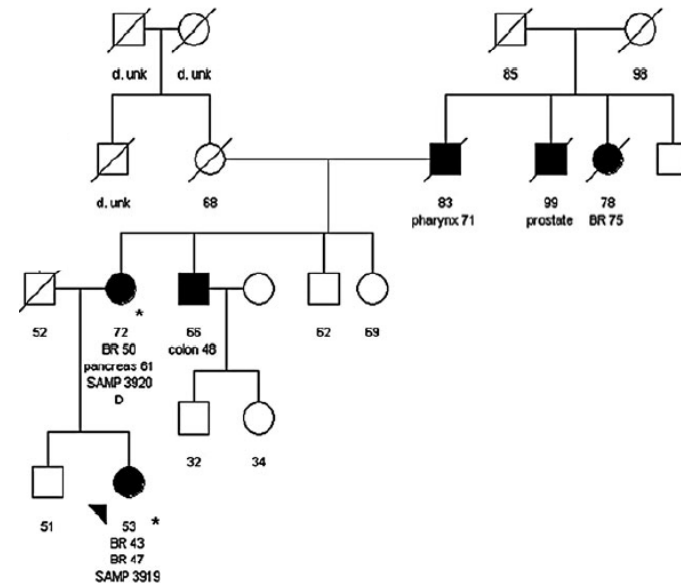 d. unk d. unk
85 98
d. unk
68
83
pharynx 71
99
prostate
78
BR 75
52
72 *
BR 50
pancreas 61
SAMP 3920
D
66
colon 48
62
69
32
34
51
53 *
BR 43
BR 47
SAMP 3919